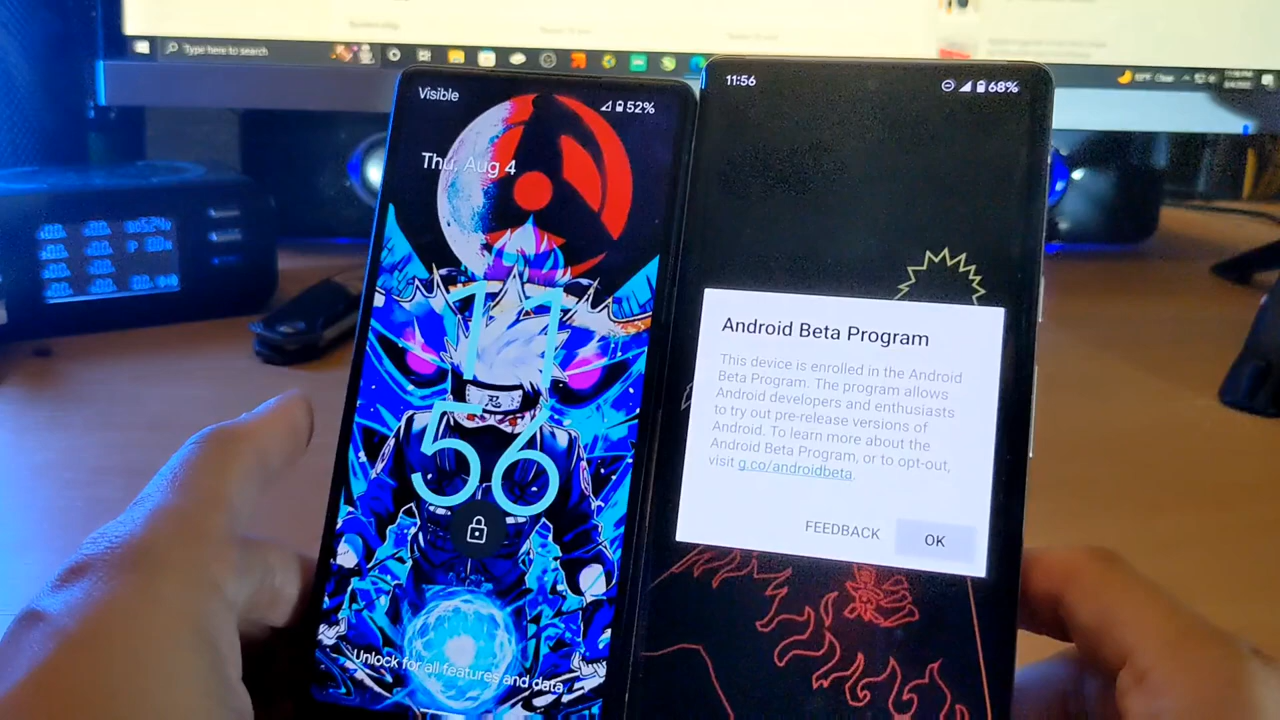 Type here to search
Visible
52%
Thu, Aug 4
11
56
Unlock for all features and data
11:56
68%
Android Beta Program
This device is enrolled in the Android
Beta Program. The program allows
Android developers and enthusiasts
to try out pre-release versions of
Android. To learn more about the
Android Beta Program, or to opt-out,
visit g.co/androidbeta.
FEEDBACK
OK
忍